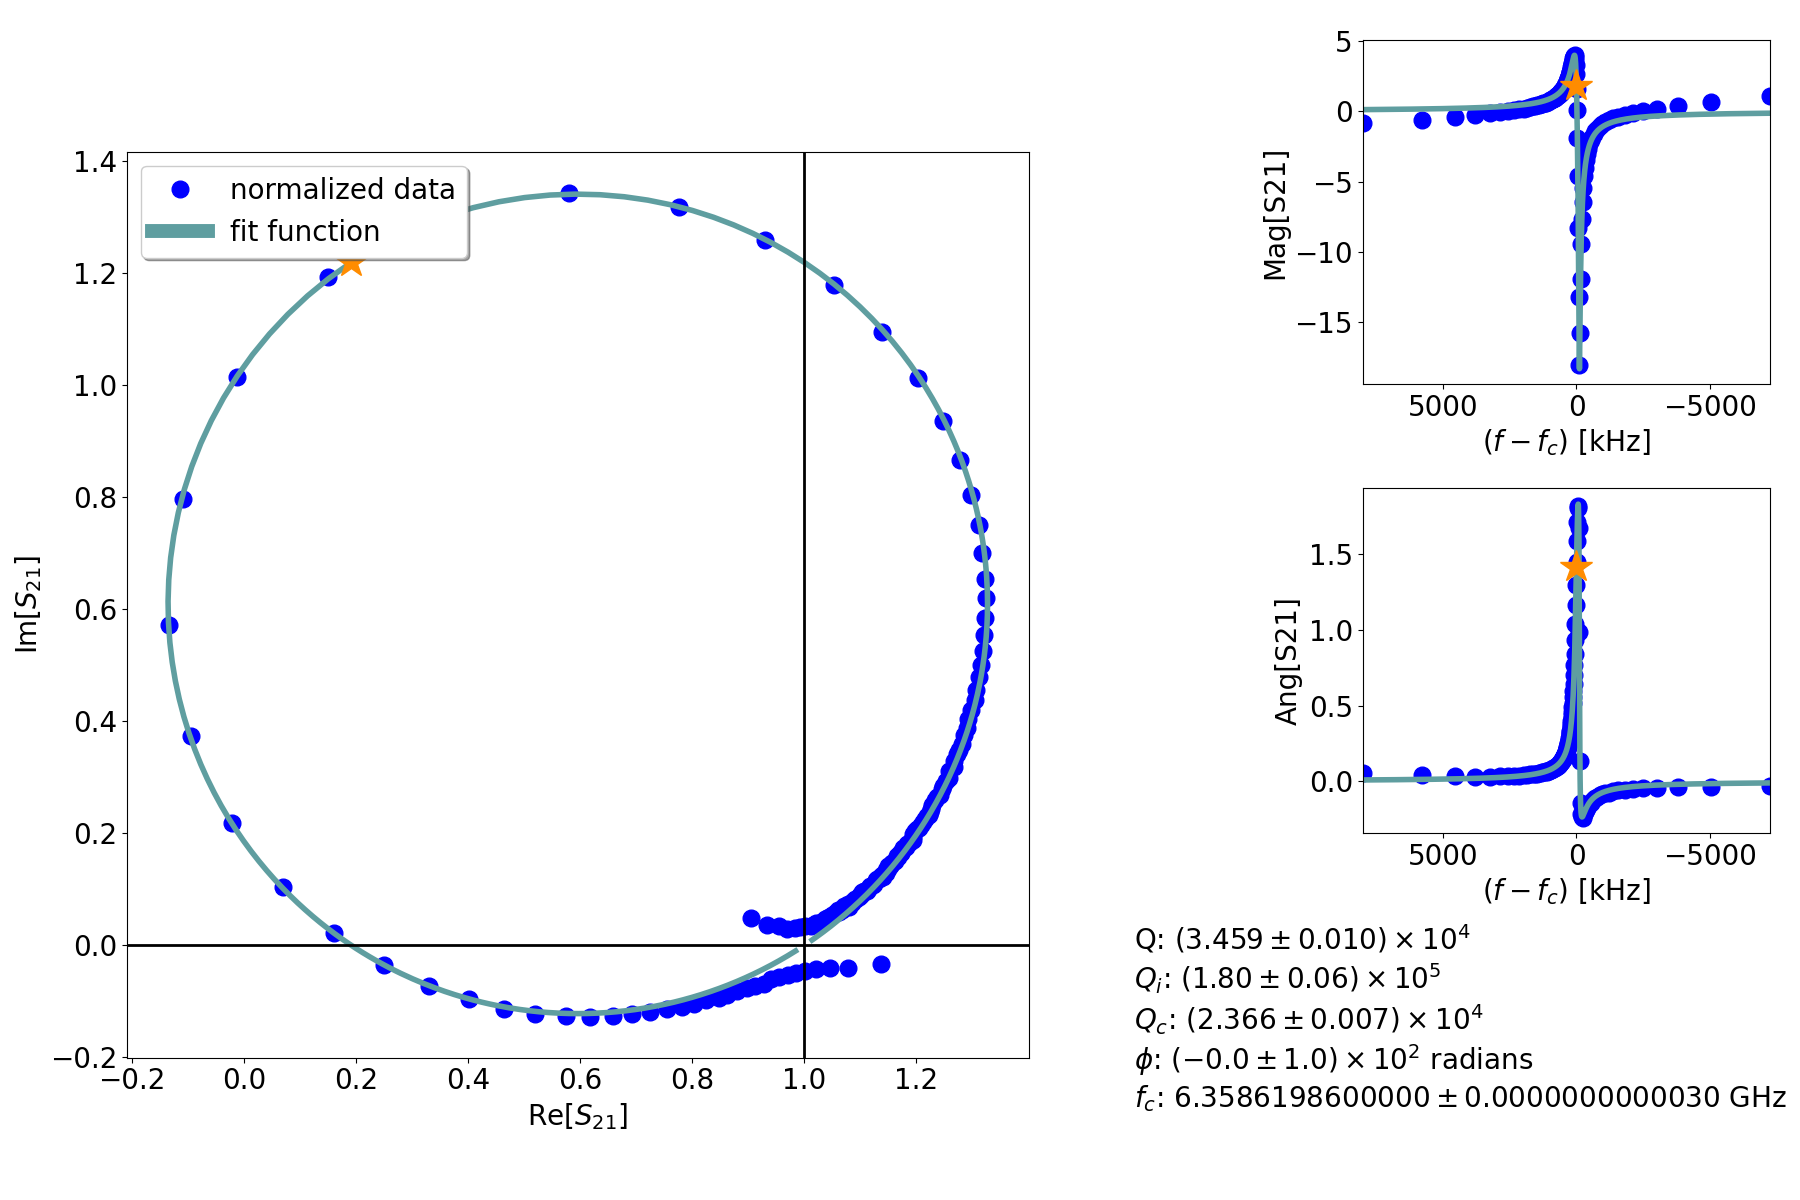 normalized data
fit function
1.4
1.2
1.0
0.8
0.6
0.4
0.2
0.0
−0.2
Im[S21]
−0.2 0.0 0.2 0.4 0.6 0.8 1.0 1.2
Re[S21]
5
0
−5
−10
−15
Mag[S21]
5000 0 −5000
(f − fc) [kHz]
1.5
1.0
0.5
0.0
Ang[S21]
5000 0 −5000
(f − fc) [kHz]
Q: (3.459 ± 0.010) × 10^4
Qi: (1.80 ± 0.06) × 10^5
Qc: (2.366 ± 0.007) × 10^4
ϕ: (−0.0 ± 1.0) × 10^2 radians
fc: 6.3586198600000 ± 0.0000000000030 GHz